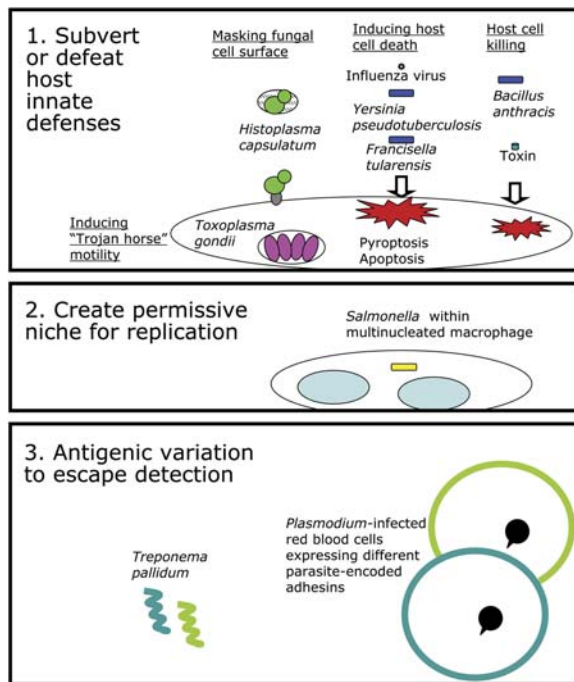 1. Subvert
or defeat
host
innate
defenses
Masking fungal
cell surface
Histoplasma
capsulatum
Inducing host
cell death
Influenza virus
Yersinia
pseudotuberculosis
Francisella
tularensis
Host cell
killing
Bacillus
anthracis
Toxin
Inducing
"Trojan horse"
motility
Toxoplasma
gondii
Pyroptosis
Apoptosis
2. Create permissive
niche for replication
Salmonella within
multinucleated macrophage
3. Antigenic variation
to escape detection
Treponema
pallidum
Plasmodium-infected
red blood cells
expressing different
parasite-encoded
adhesins